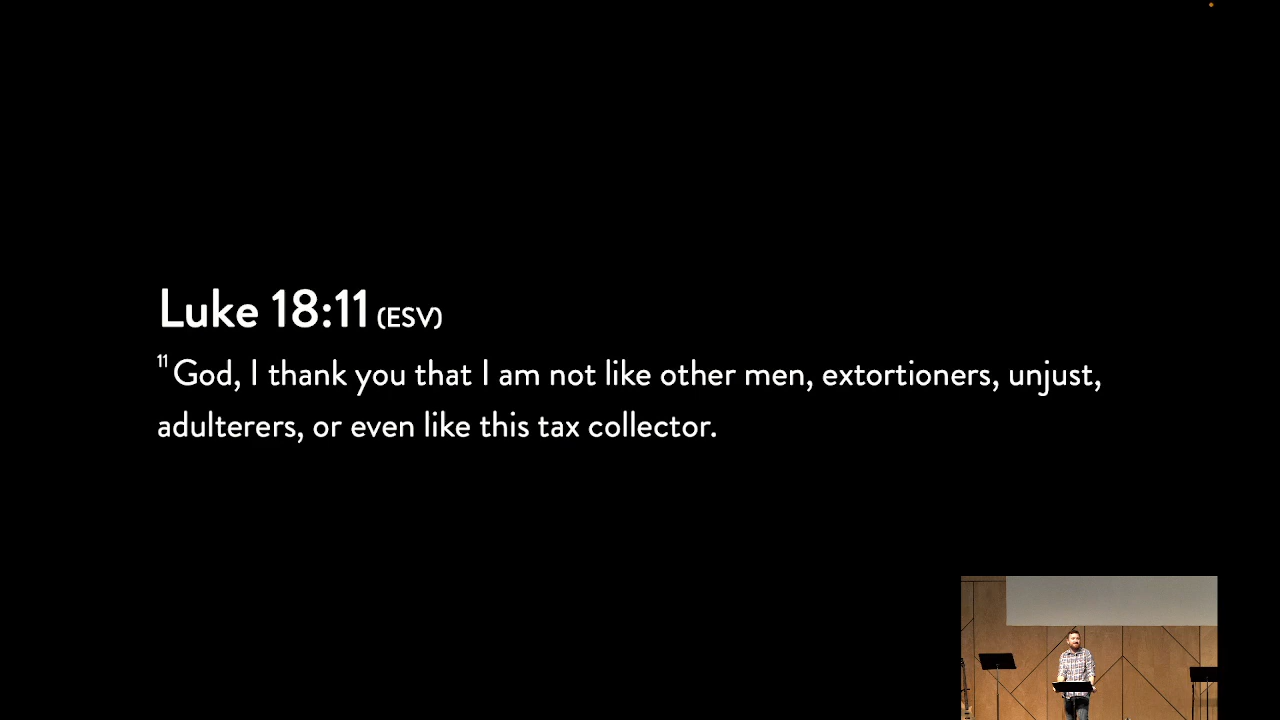 Luke 18:11 (ESV)
11 God, I thank you that I am not like other men, extortioners, unjust,
adulterers, or even like this tax collector.